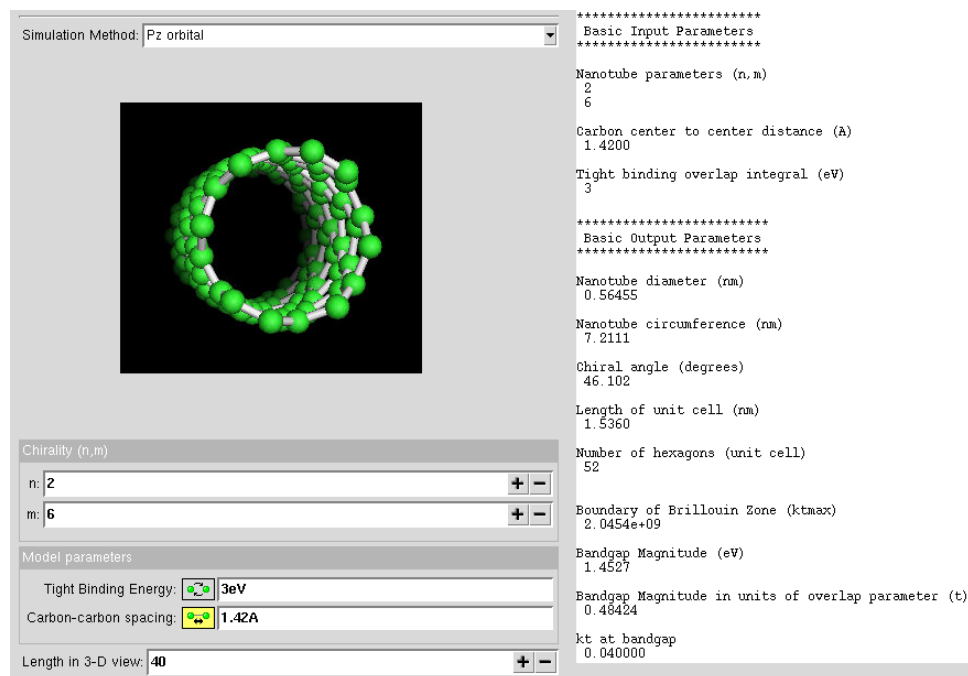 Simulation Method: Pz orbital
Chirality (n,m)
n: 2 + −
m: 6 + −
Model parameters
Tight Binding Energy: 3eV
Carbon-carbon spacing: 1.42A
Length in 3-D view: 40 + −
************************
Basic Input Parameters
************************
Nanotube parameters (n,m)
2
6
Carbon center to center distance (A)
1.4200
Tight binding overlap integral (eV)
3
*************************
Basic Output Parameters
*************************
Nanotube diameter (nm)
0.56455
Nanotube circumference (nm)
7.2111
Chiral angle (degrees)
46.102
Length of unit cell (nm)
1.5360
Number of hexagons (unit cell)
52
Boundary of Brillouin Zone (ktmax)
2.0454e+09
Bandgap Magnitude (eV)
1.4527
Bandgap Magnitude in units of overlap parameter (t)
0.48424
kt at bandgap
0.040000